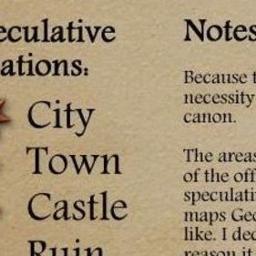 eculative
ations:
City
Town
Castle
Ruin
Notes
Because t
necessity
canon.
The areas
of the off
speculati
maps Geo
like. I dec
reason it